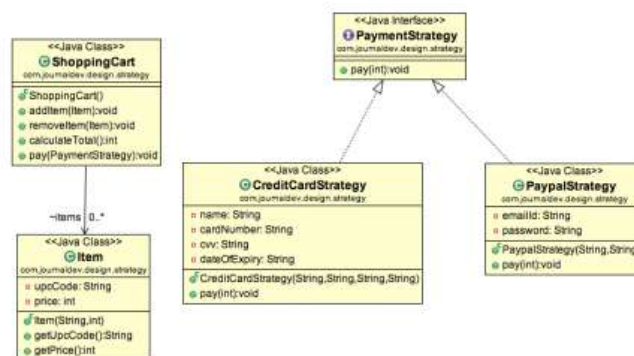 <<Java Class>>
ShoppingCart
com.journaldev.design.strategy
ShoppingCart()
addItem(Item):void
removeItem(Item):void
calculateTotal():int
pay(PaymentStrategy):void
~items 0..*
<<Java Class>>
Item
com.journaldev.design.strategy
upcCode: String
price: int
Item(String,int)
getUpcCode():String
getPrice():int
<<Java Interface>>
PaymentStrategy
com.journaldev.design.strategy
pay(int):void
<<Java Class>>
CreditCardStrategy
com.journaldev.design.strategy
name: String
cardNumber: String
cvv: String
dateOfExpiry: String
CreditCardStrategy(String,String,String,String)
pay(int):void
<<Java Class>>
PaypalStrategy
com.journaldev.design.strategy
emailId: String
password: String
PaypalStrategy(String,String)
pay(int):void